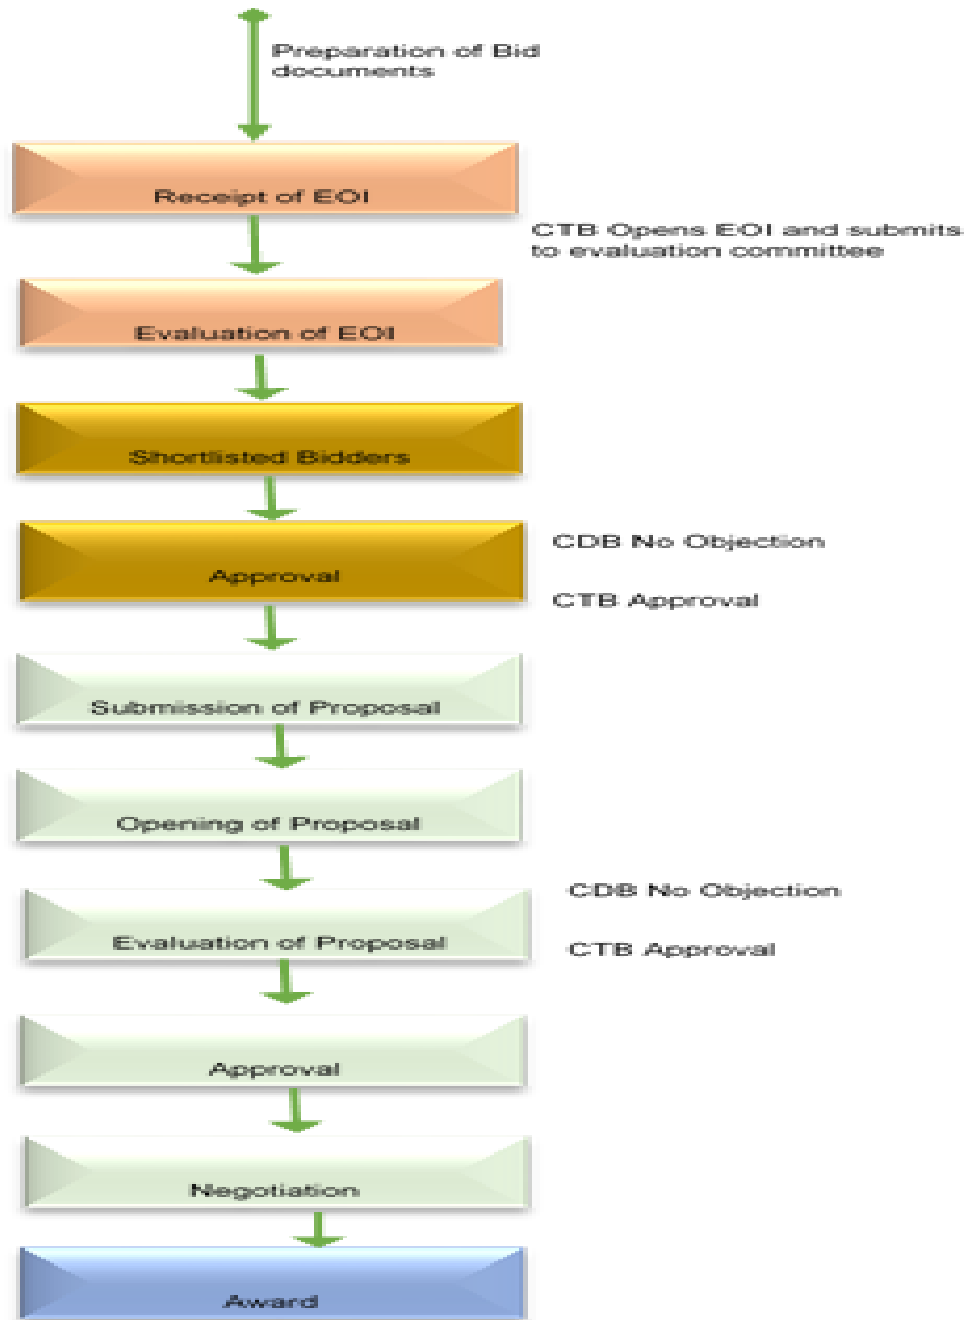 Preparation of Bid
documents
Receipt of EOI
CTB Opens EOI and submits
to evaluation committee
Evaluation of EOI
Shortlisted Bidders
CDB No Objection
Approval
CTB Approval
Submission of Proposal
Opening of Proposal
CDB No Objection
Evaluation of Proposal
CTB Approval
Approval
Negotiation
Award